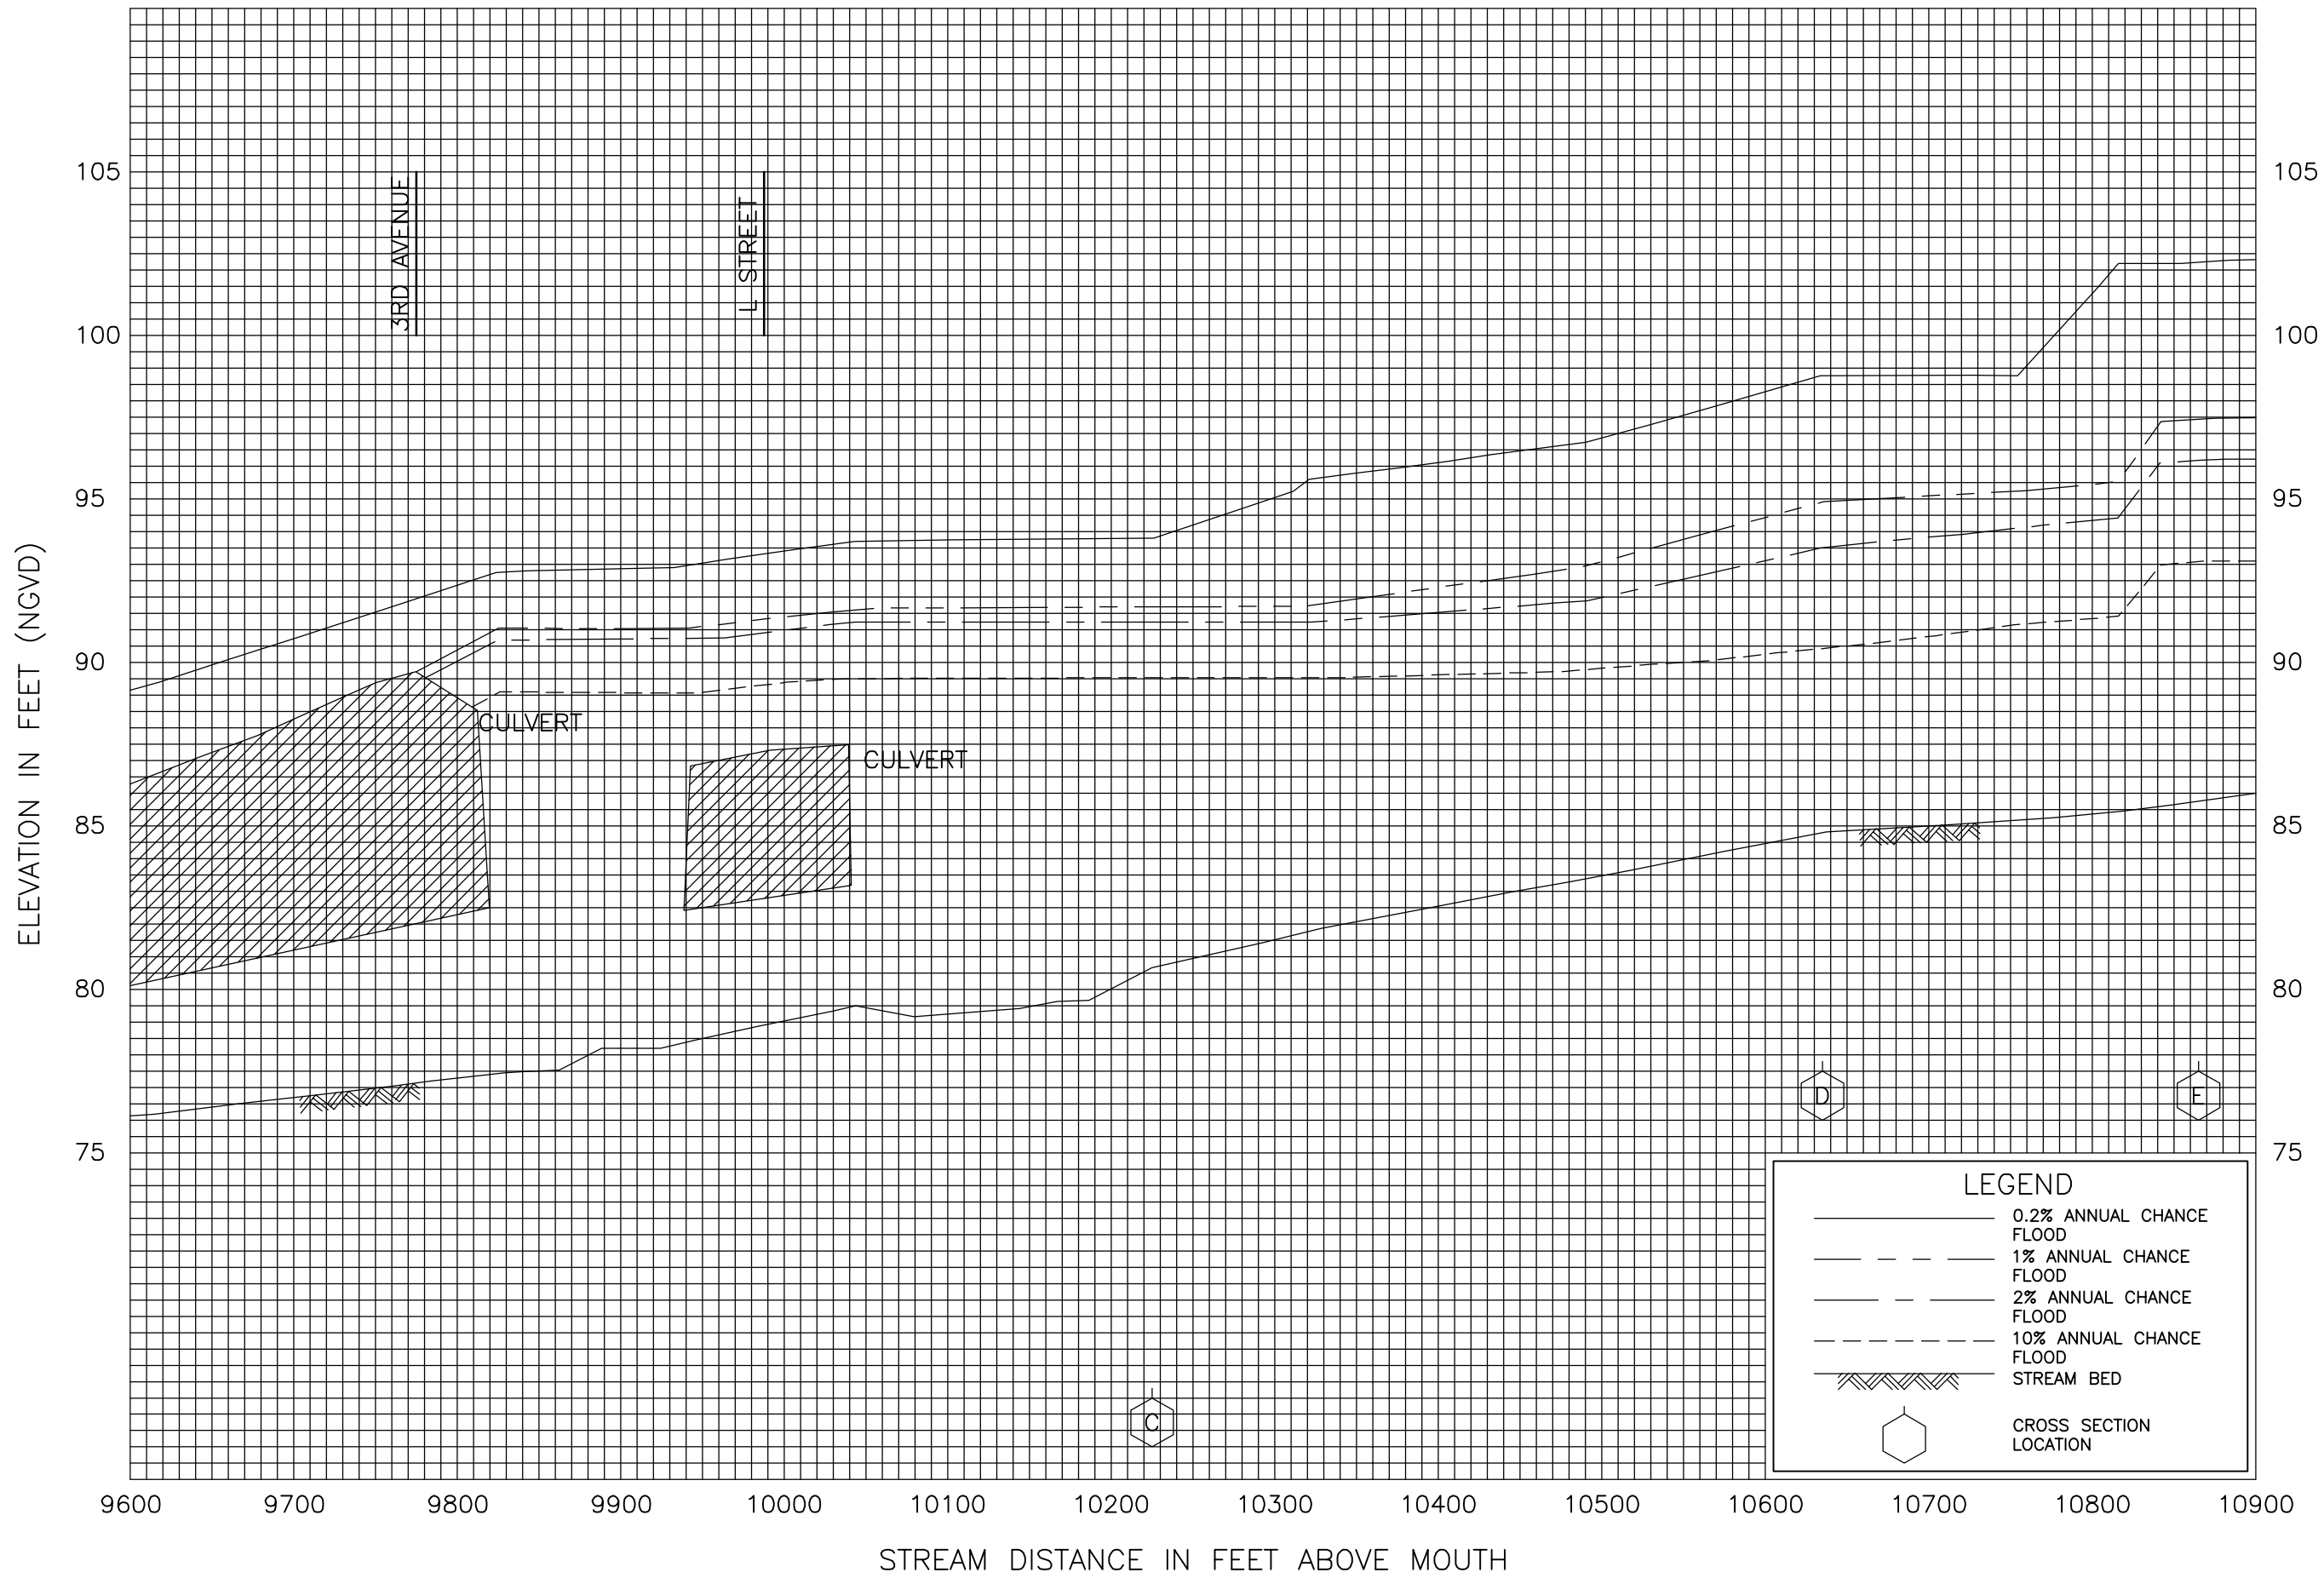 3RD AVENUE
L STREET
105
105
100
100
95
95
90
90
CULVERT
CULVERT
85
85
80
80
75
75
ELEVATION IN FEET (NGVD)
D
E
C
LEGEND
0.2% ANNUAL CHANCE
FLOOD
1% ANNUAL CHANCE
FLOOD
2% ANNUAL CHANCE
FLOOD
10% ANNUAL CHANCE
FLOOD
STREAM BED
CROSS SECTION
LOCATION
9600 9700 9800 9900 10000 10100 10200 10300 10400 10500 10600 10700 10800 10900
STREAM DISTANCE IN FEET ABOVE MOUTH